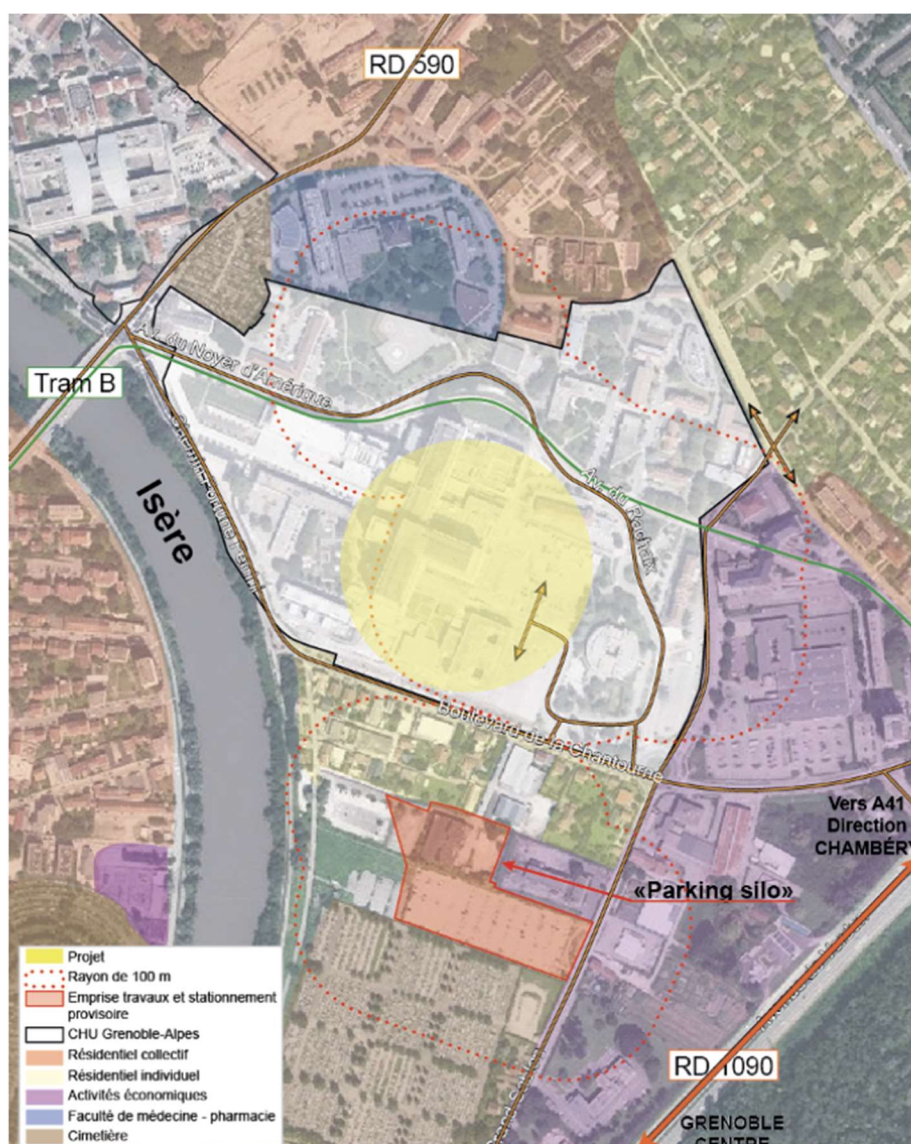 RD 590
Av. du Noyer d'Amérique
Tram B
Isère
Av. du Rachaix
Boulevard de la Chantourne
Vers A41
Direction
CHAMBÉRY
«Parking silo»
Projet
Rayon de 100 m
Emprise travaux et stationnement
provisoire
CHU Grenoble-Alpes
Résidentiel collectif
Résidentiel individuel
Activités économiques
Faculté de médecine - pharmacie
Cimetière
RD 1090
GRENOBLE
CENTRE